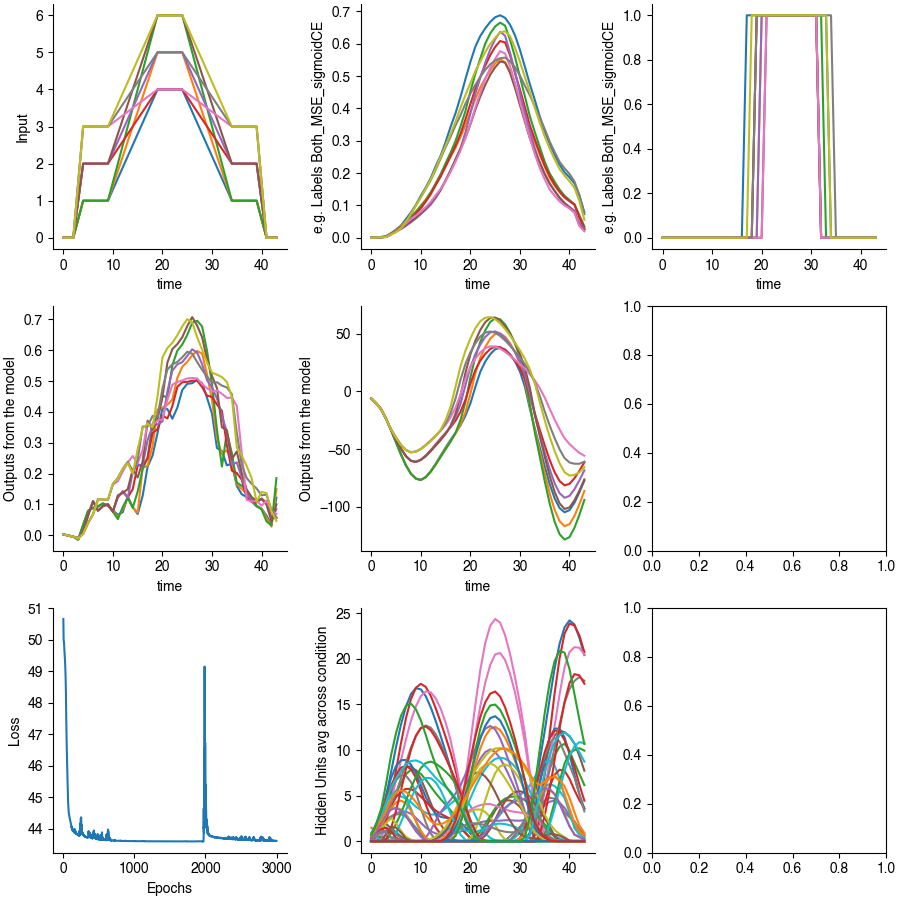 6
5
4
3
2
1
0
Input
0 10 20 30 40
time
0.7
0.6
0.5
0.4
0.3
0.2
0.1
0.0
e.g. Labels Both_MSE_sigmoidCE
0 10 20 30 40
time
1.0
0.8
0.6
0.4
0.2
0.0
e.g. Labels Both_MSE_sigmoidCE
0 10 20 30 40
time
0.7
0.6
0.5
0.4
0.3
0.2
0.1
0.0
Outputs from the model
0 10 20 30 40
time
50
0
−50
−100
Outputs from the model
0 10 20 30 40
time
1.0
0.8
0.6
0.4
0.2
0.0
0.0 0.2 0.4 0.6 0.8 1.0
51
50
49
48
47
46
45
44
Loss
0 1000 2000 3000
Epochs
25
20
15
10
5
0
Hidden Units avg across condition
0 10 20 30 40
time
1.0
0.8
0.6
0.4
0.2
0.0
0.0 0.2 0.4 0.6 0.8 1.0